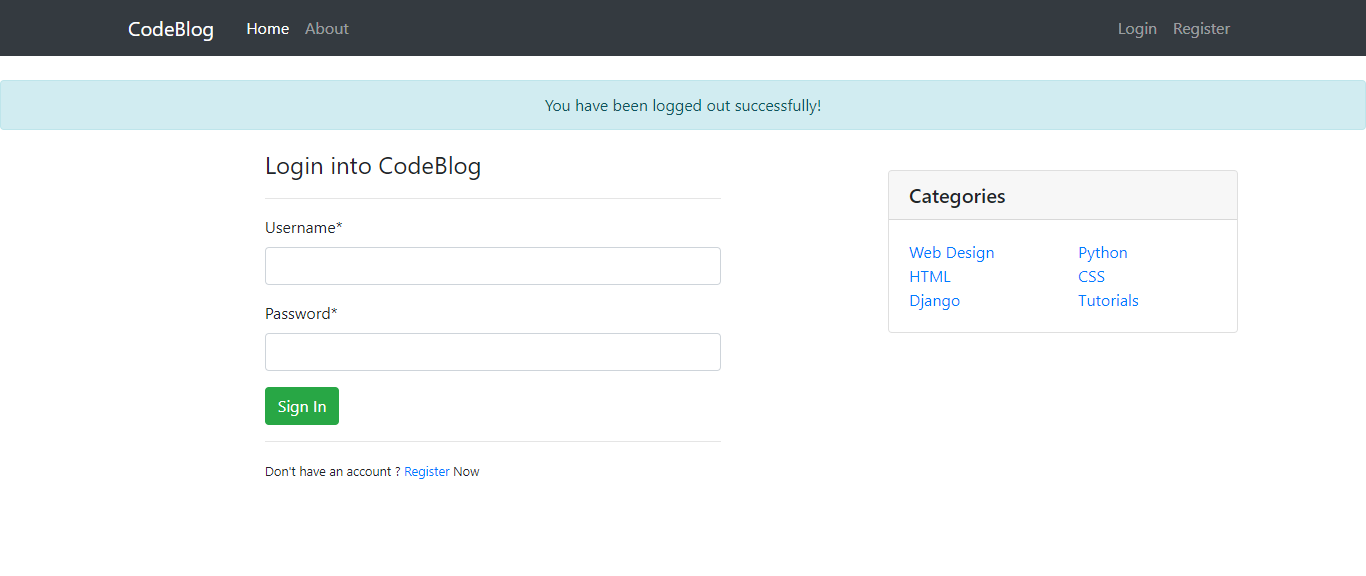 CodeBlog Home About Login Register
You have been logged out successfully!
Login into CodeBlog
Username*
Password*
Sign In
Don't have an account ? Register Now
Categories
Web Design Python
HTML CSS
Django Tutorials